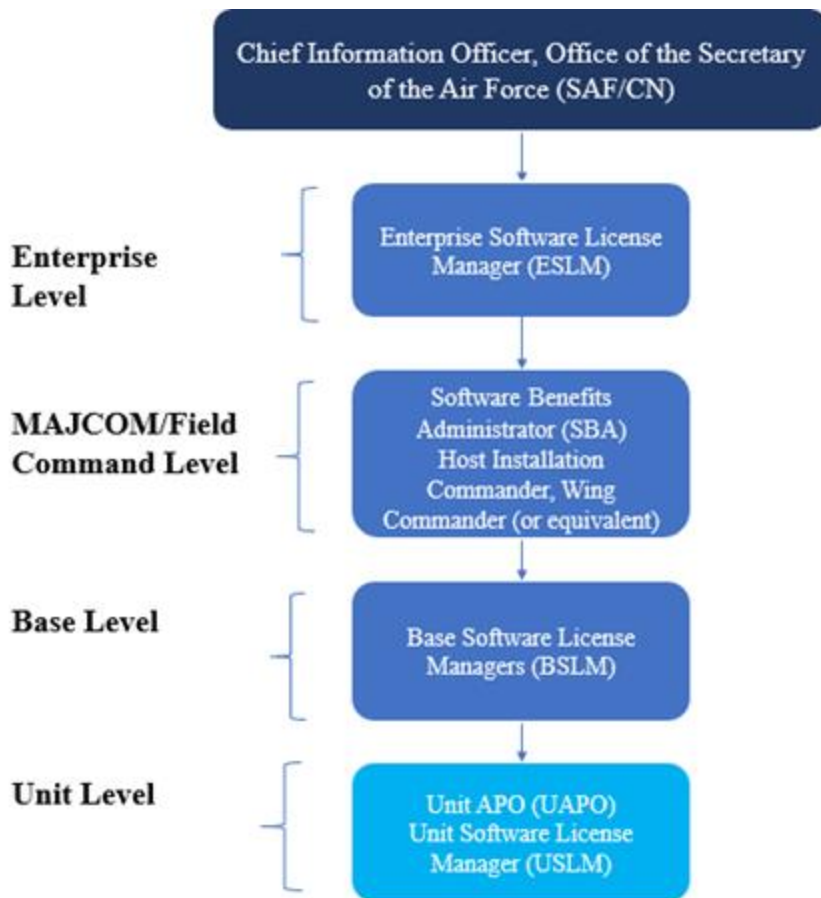 Chief Information Officer, Office of the Secretary
of the Air Force (SAF/CN)
Enterprise
Level
Enterprise Software License
Manager (ESLM)
MAJCOM/Field
Command Level
Software Benefits
Administrator (SBA)
Host Installation
Commander, Wing
Commander (or equivalent)
Base Level
Base Software License
Managers (BSLM)
Unit Level
Unit APO (UAPO)
Unit Software License
Manager (USLM)